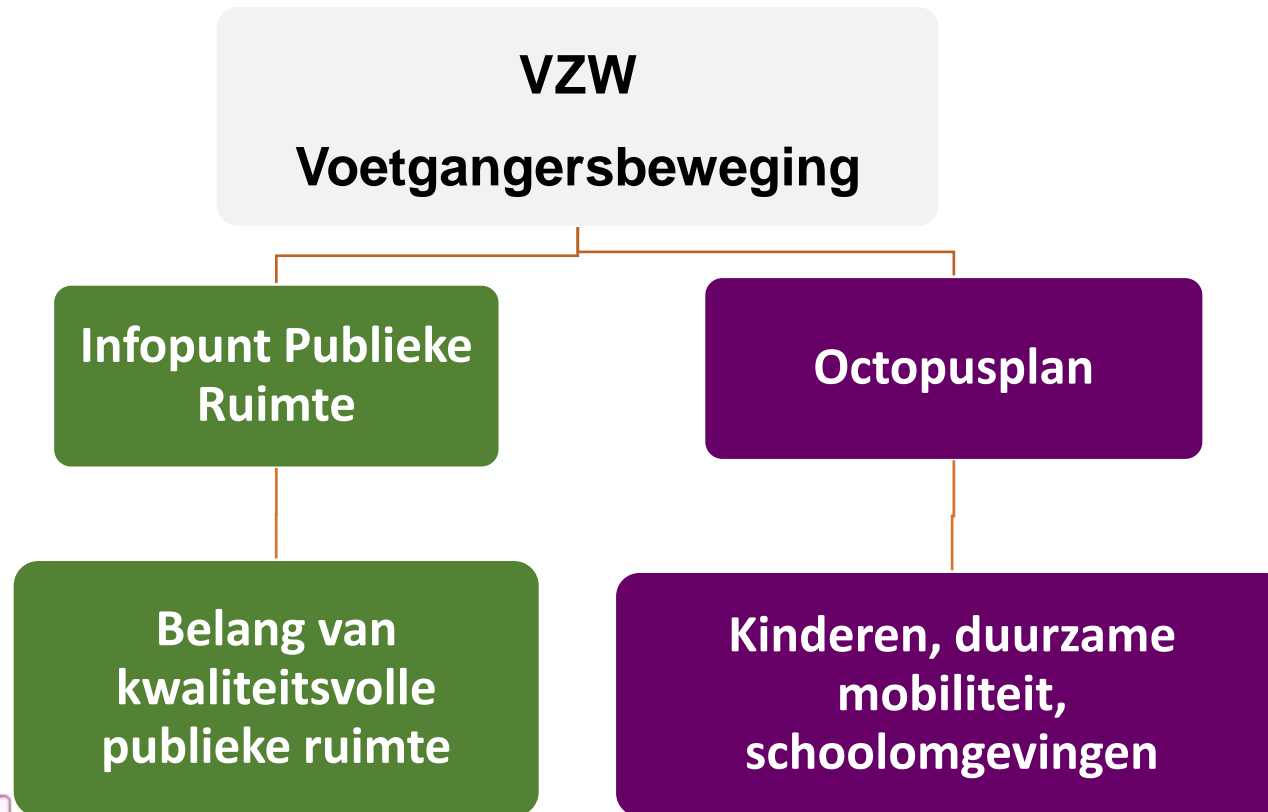 VZW
Voetgangersbeweging
Infopunt Publieke
Ruimte
Octopusplan
Belang van
kwaliteitsvolle
publieke ruimte
Kinderen, duurzame
mobiliteit,
schoolomgevingen